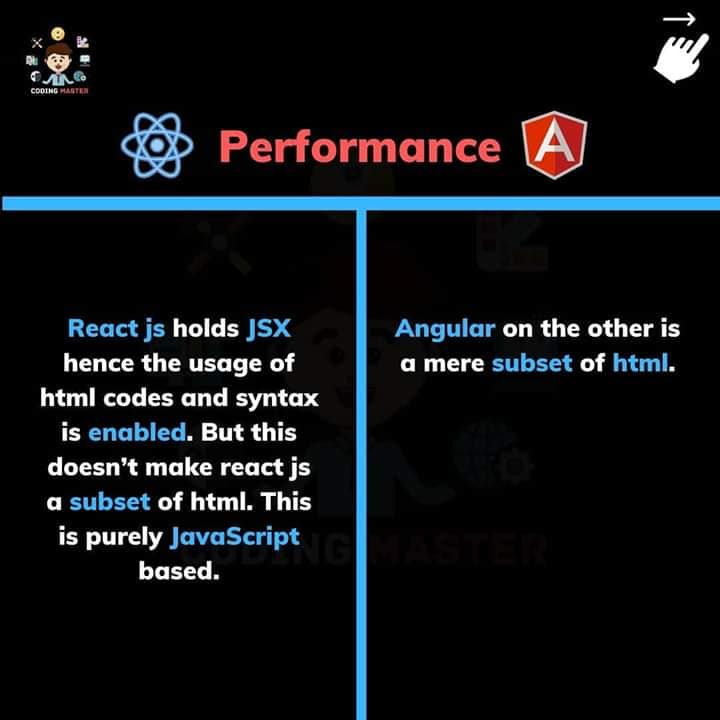 CODING MASTER
Performance
React js holds JSX
hence the usage of
html codes and syntax
is enabled. But this
doesn't make react js
a subset of html. This
is purely JavaScript
based.
Angular on the other is
a mere subset of html.
CODING MASTER